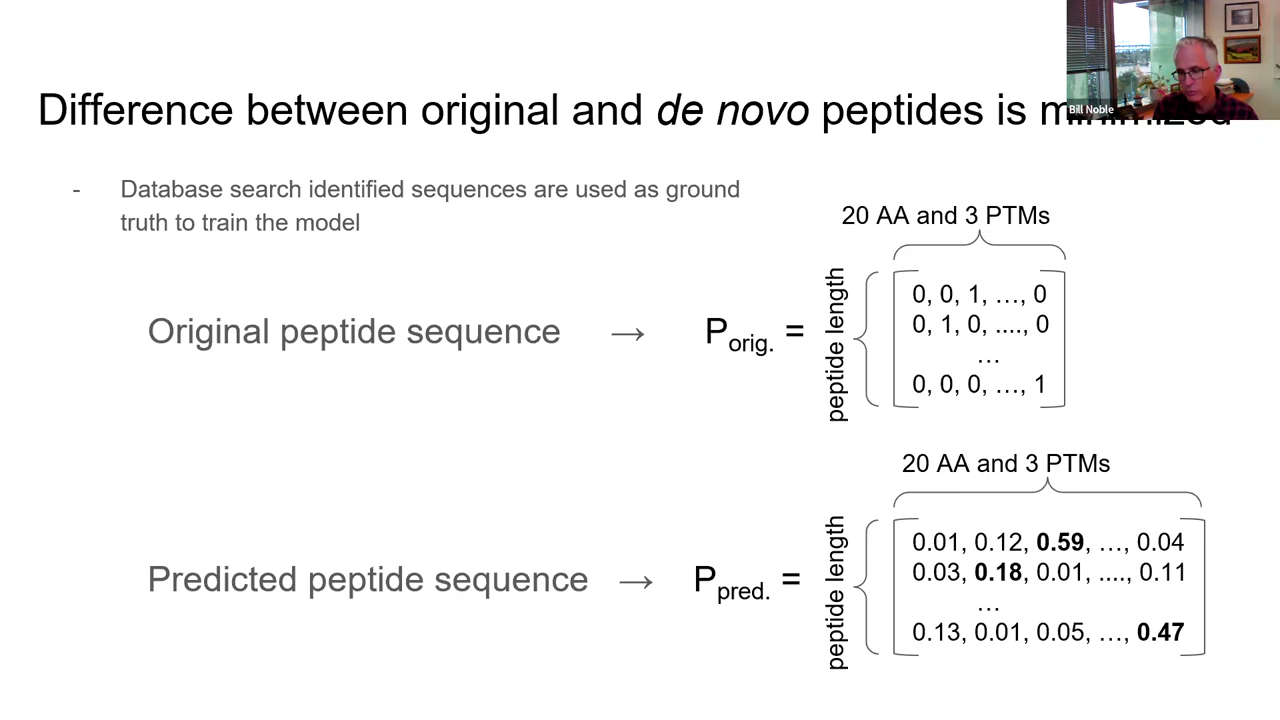 Bill Noble
Difference between original and de novo peptides is minimized
- Database search identified sequences are used as ground
truth to train the model
20 AA and 3 PTMs
Original peptide sequence → Porig. =
peptide length
0, 0, 1, …, 0
0, 1, 0, ...., 0
…
0, 0, 0, …, 1
20 AA and 3 PTMs
Predicted peptide sequence → Ppred. =
peptide length
0.01, 0.12, 0.59, …, 0.04
0.03, 0.18, 0.01, ...., 0.11
…
0.13, 0.01, 0.05, …, 0.47